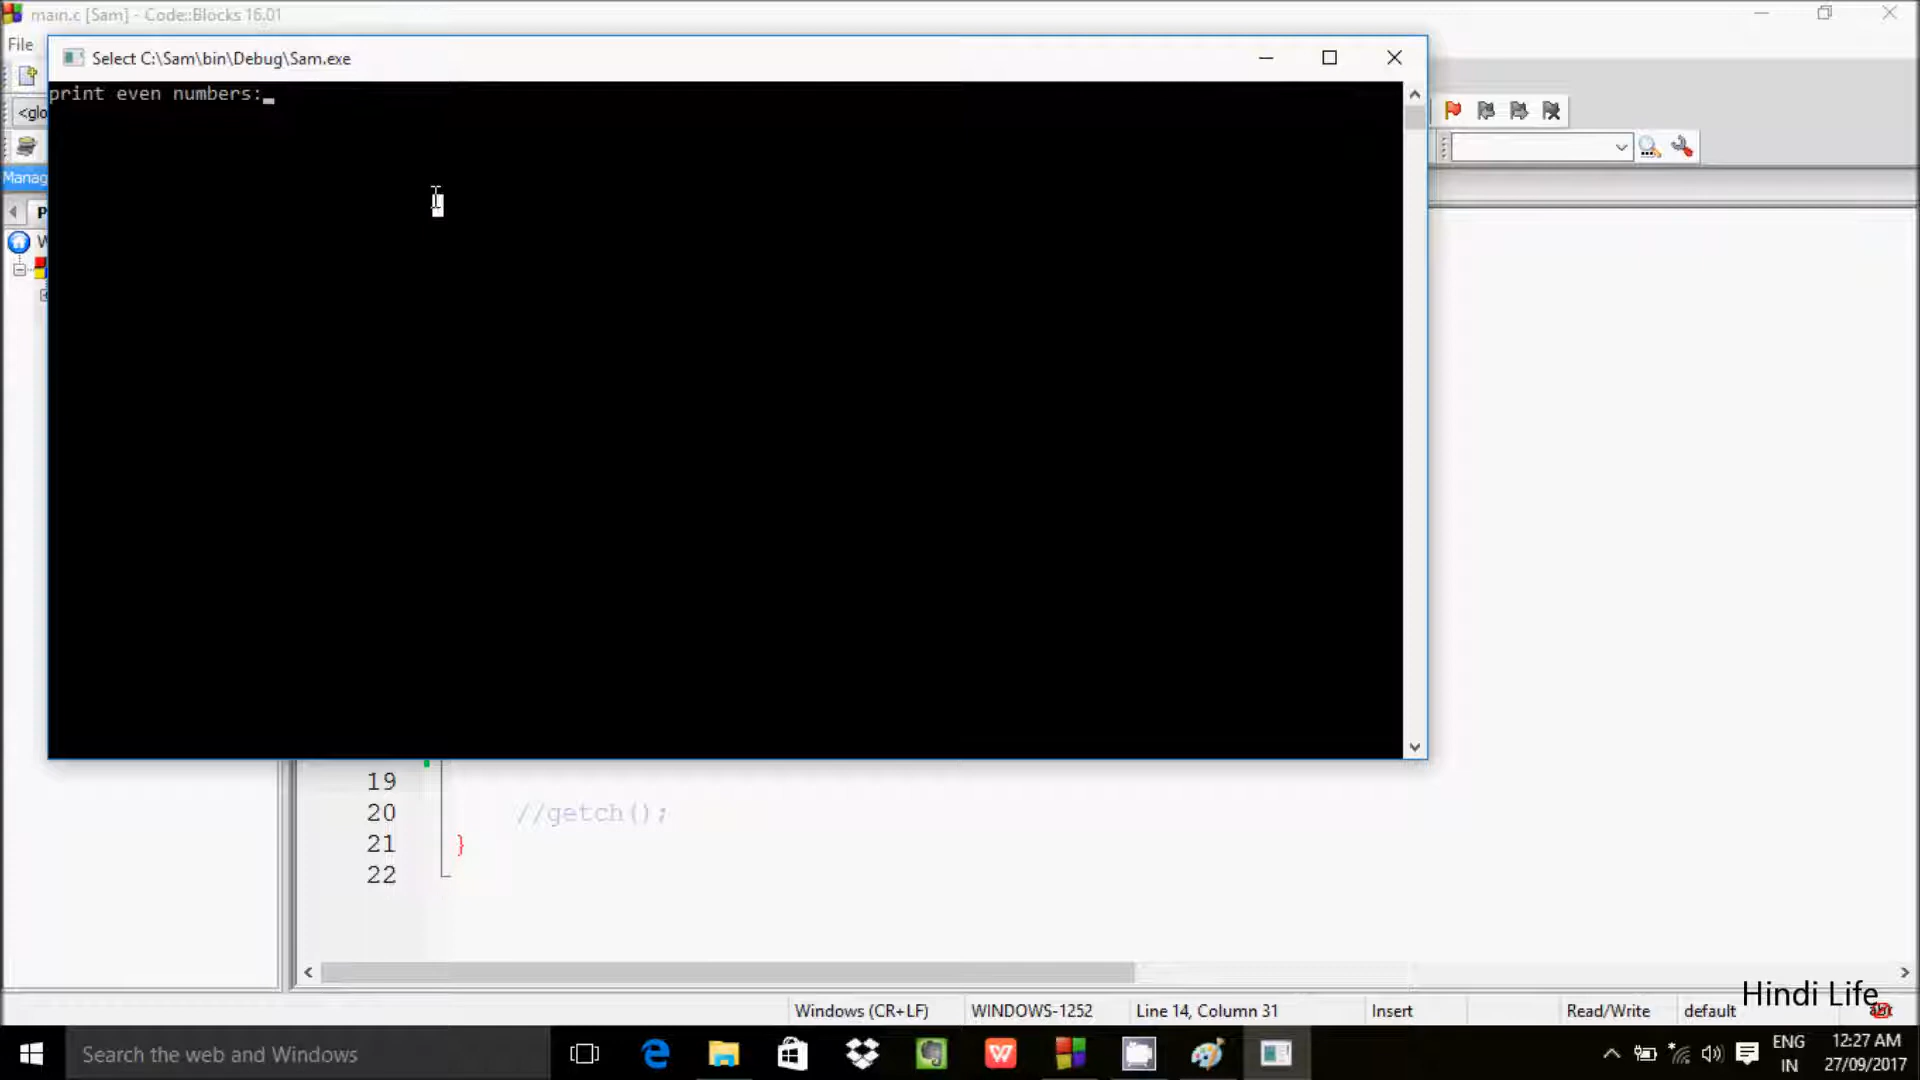 main.c [Sam] - Code::Blocks 16.01
File
Select C:\Sam\bin\Debug\Sam.exe
print even numbers:
<glo
Manag
P
W
19
20 //getch();
21 }
22
Hindi Life
Windows (CR+LF) WINDOWS-1252 Line 14, Column 31 Insert Read/Write default
Search the web and Windows
ENG
IN
12:27 AM
27/09/2017